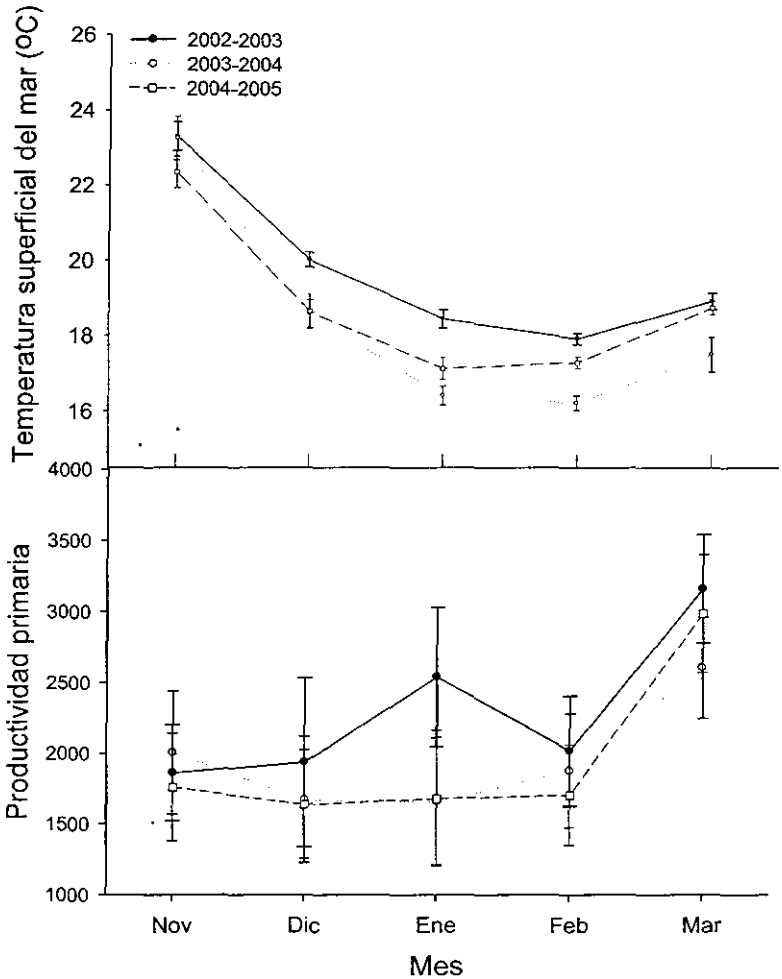 Temperatura superficial del mar (ºC)
26
24
22
20
18
16
2002-2003
2003-2004
2004-2005
Productividad primaria
4000
3500
3000
2500
2000
1500
1000
Nov
Dic
Ene
Feb
Mar
Mes